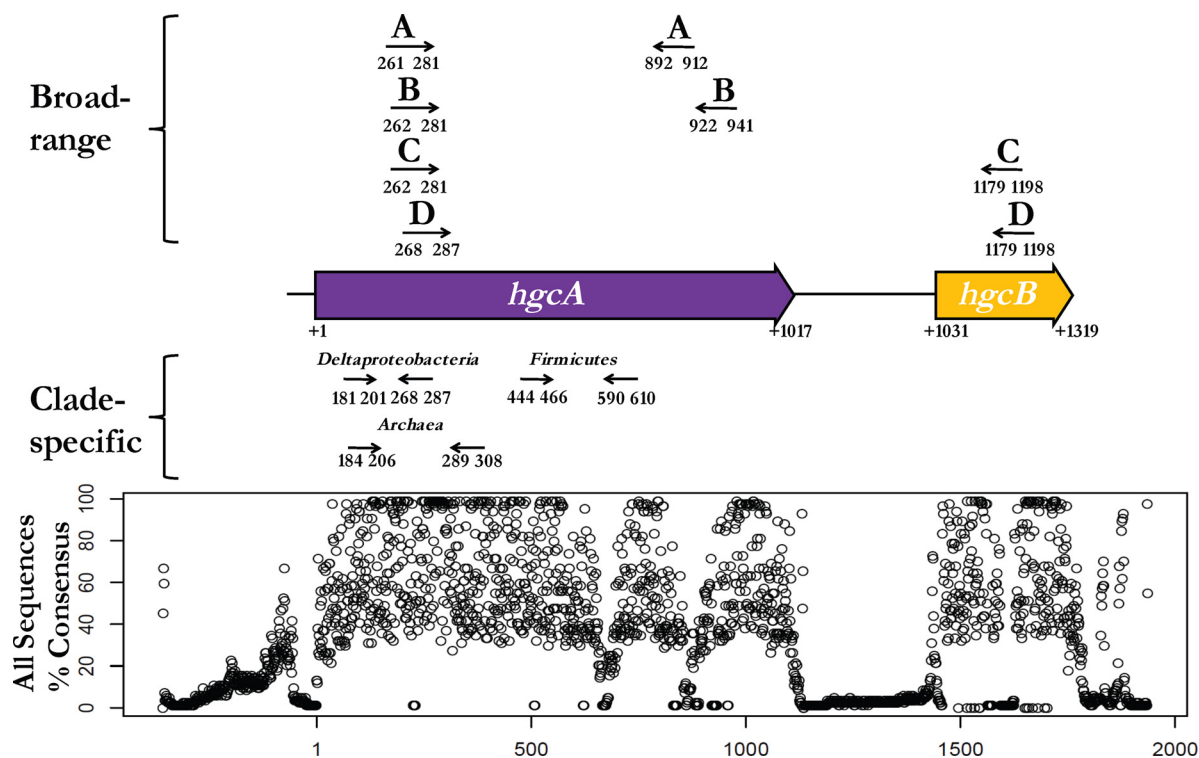 A A
261 281 892 912
Broad-
range
B B
262 281 922 941
C C
262 281 1179 1198
D D
268 287 1179 1198
hgcA hgcB
+1 +1017 +1031 +1319
Clade-
specific
Deltaproteobacteria Firmicutes
181 201 268 287 444 466 590 610
Archaea
184 206 289 308
All Sequences
% Consensus
100
80
60
40
20
0
1 500 1000 1500 2000